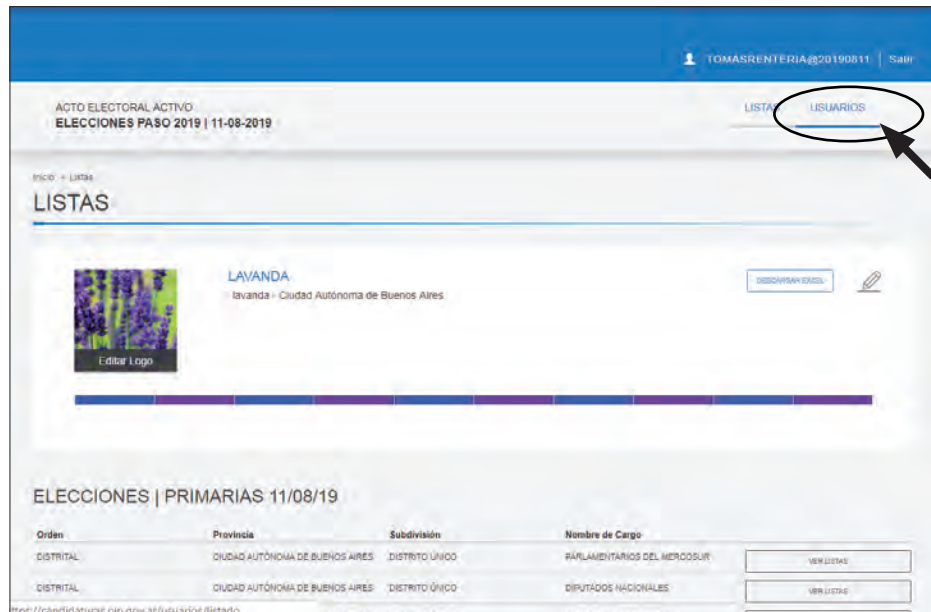 TOMASRENTERIA@20190811 | Salir
ACTO ELECTORAL ACTIVO
ELECCIONES PASO 2019 | 11-08-2019
LISTAS USUARIOS
Inicio » Listas
LISTAS
LAVANDA
lavanda - Ciudad Autónoma de Buenos Aires
DESCARGAR EXCEL
Editar Logo
ELECCIONES | PRIMARIAS 11/08/19
Orden Provincia Subdivisión Nombre de Cargo
DISTRITAL CIUDAD AUTÓNOMA DE BUENOS AIRES DISTRITO ÚNICO PARLAMENTARIOS DEL MERCOSUR VER LISTAS
DISTRITAL CIUDAD AUTÓNOMA DE BUENOS AIRES DISTRITO ÚNICO DIPUTADOS NACIONALES VER LISTAS